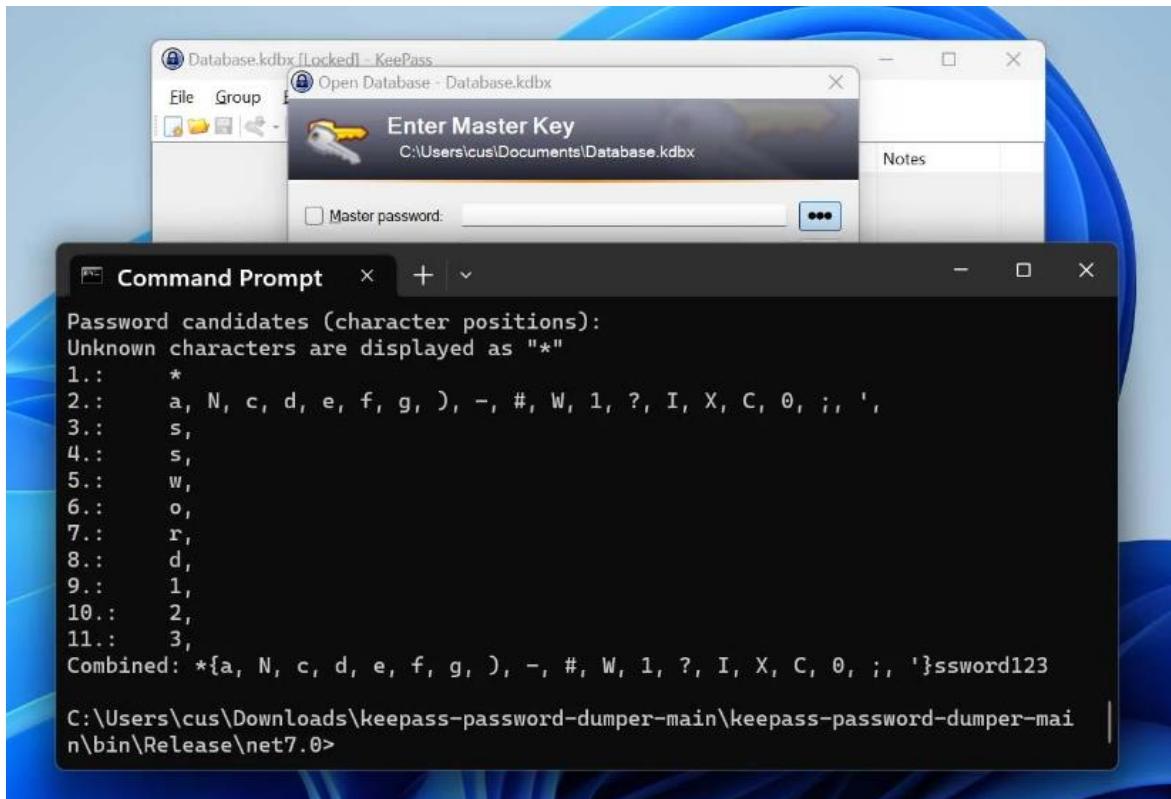 Database.kdbx [Locked] - KeePass
Open Database - Database.kdbx
File Group
Enter Master Key
C:\Users\cus\Documents\Database.kdbx
Notes
Master password:
Command Prompt
Password candidates (character positions):
Unknown characters are displayed as "*"
1.: *
2.: a, N, c, d, e, f, g, ), -, #, W, 1, ?, I, X, C, 0, ;, ',
3.: s,
4.: s,
5.: w,
6.: o,
7.: r,
8.: d,
9.: 1,
10.: 2,
11.: 3,
Combined: *{a, N, c, d, e, f, g, ), -, #, W, 1, ?, I, X, C, 0, ;, '}ssword123
C:\Users\cus\Downloads\keepass-password-dumper-main\keepass-password-dumper-mai
n\bin\Release\net7.0>